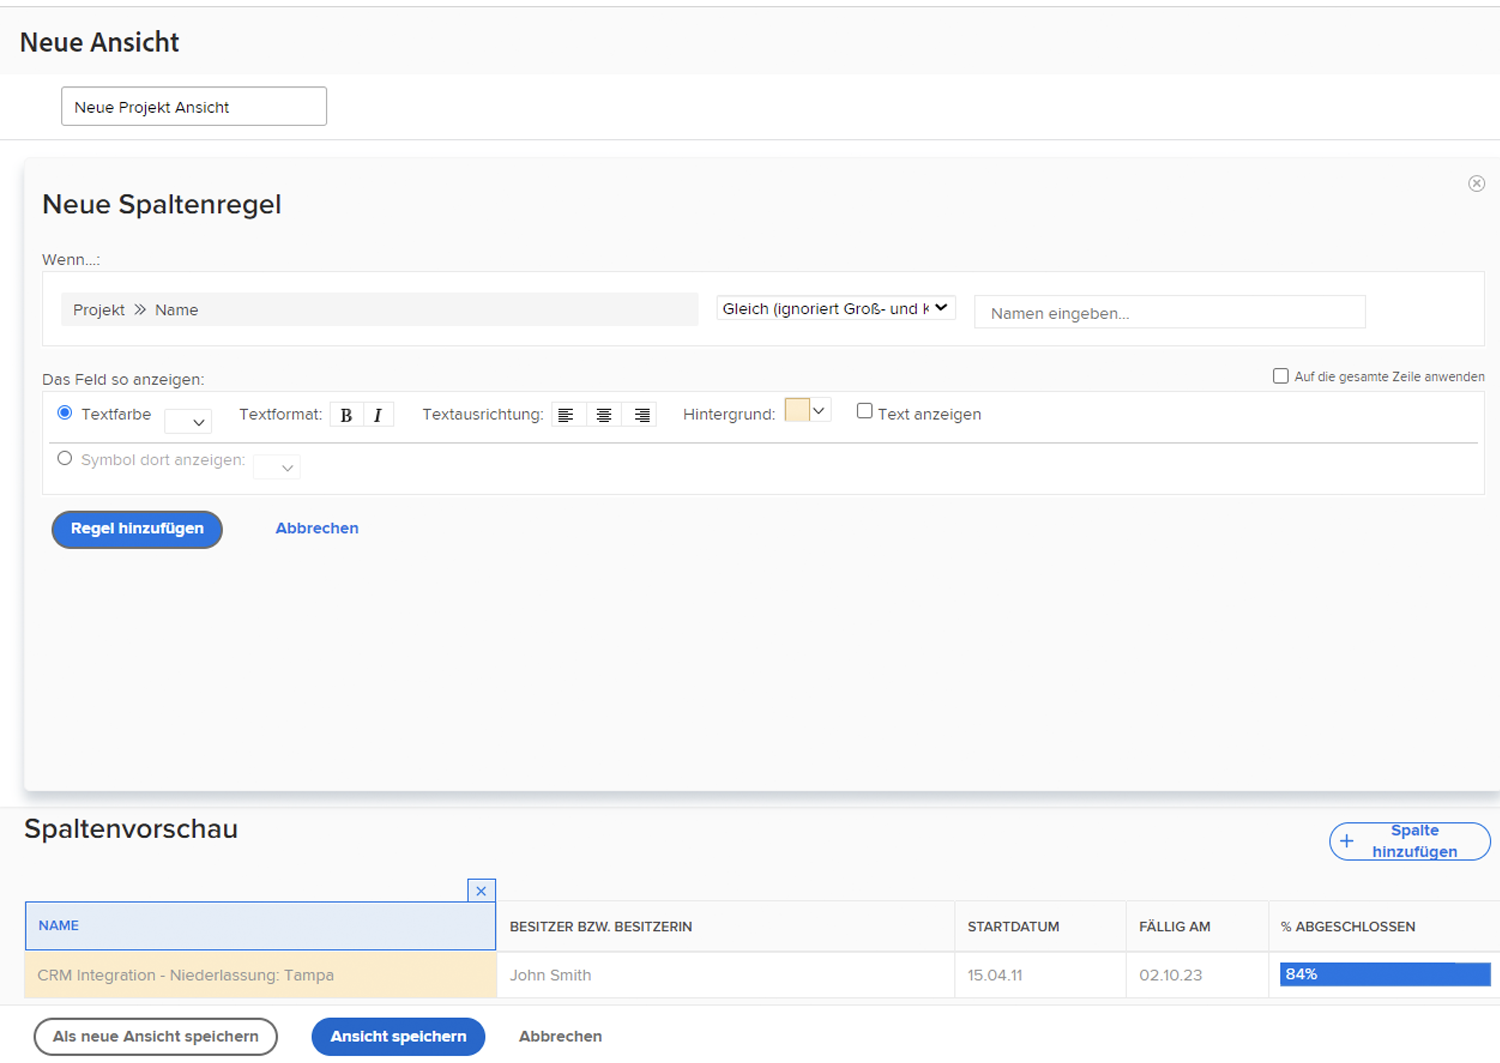 Neue Ansicht
Neue Projekt Ansicht
Neue Spaltenregel
Wenn...:
Projekt >> Name Gleich (ignoriert Groß- und K Namen eingeben...
Das Feld so anzeigen: Auf die gesamte Zeile anwenden
Textfarbe Textformat: B I Textausrichtung: Hintergrund: Text anzeigen
Symbol dort anzeigen:
Regel hinzufügen Abbrechen
Spaltenvorschau
+ Spalte
hinzufügen
NAME BESITZER BZW. BESITZERIN STARTDATUM FÄLLIG AM % ABGESCHLOSSEN
CRM Integration - Niederlassung: Tampa John Smith 15.04.11 02.10.23 84%
Als neue Ansicht speichern Ansicht speichern Abbrechen